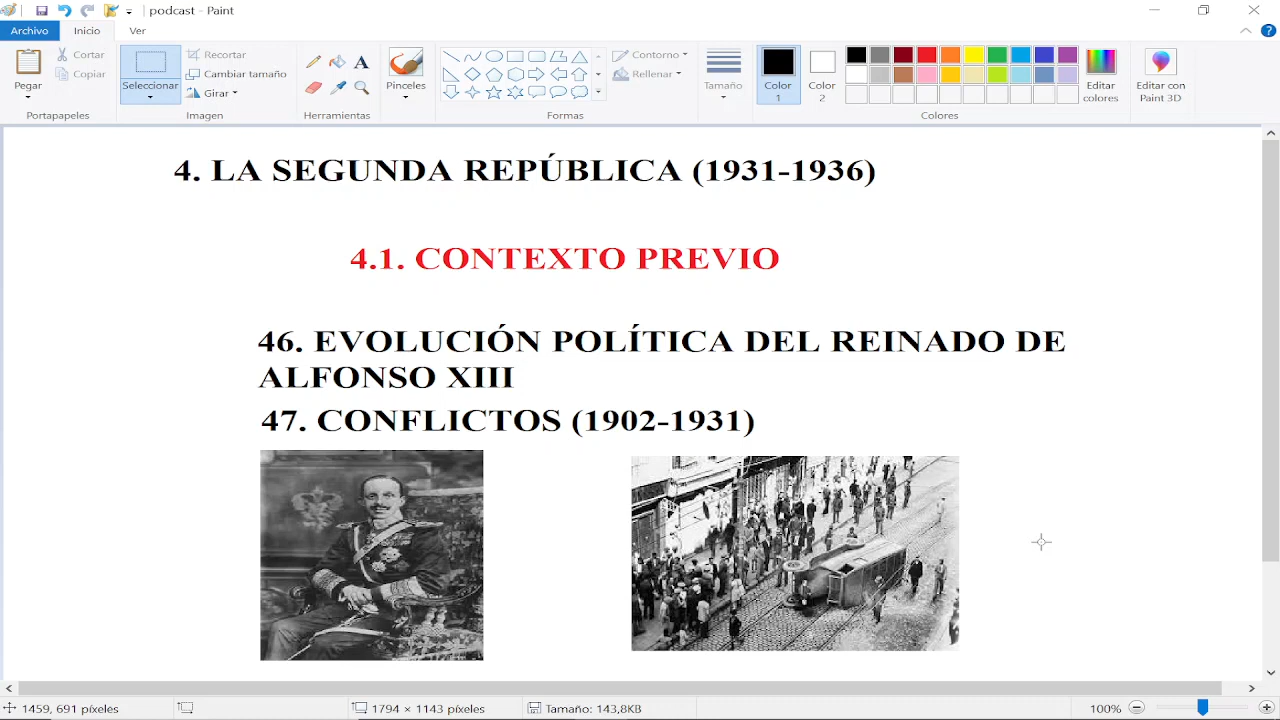 podcast - Paint
Archivo Inicio Ver
Pegar
Cortar
Copiar
Portapapeles
Seleccionar
Recortar
Cambiar tamaño
Girar
Imagen
A
Herramientas
Pinceles
Contorno
Rellenar
Formas
Tamaño
Color 1
Color 2
Editar colores
Colores
Editar con Paint 3D
4. LA SEGUNDA REPÚBLICA (1931-1936)
4.1. CONTEXTO PREVIO
46. EVOLUCIÓN POLÍTICA DEL REINADO DE
ALFONSO XIII
47. CONFLICTOS (1902-1931)
1459, 691 píxeles
1794 × 1143 píxeles
Tamaño: 143,8KB
100%